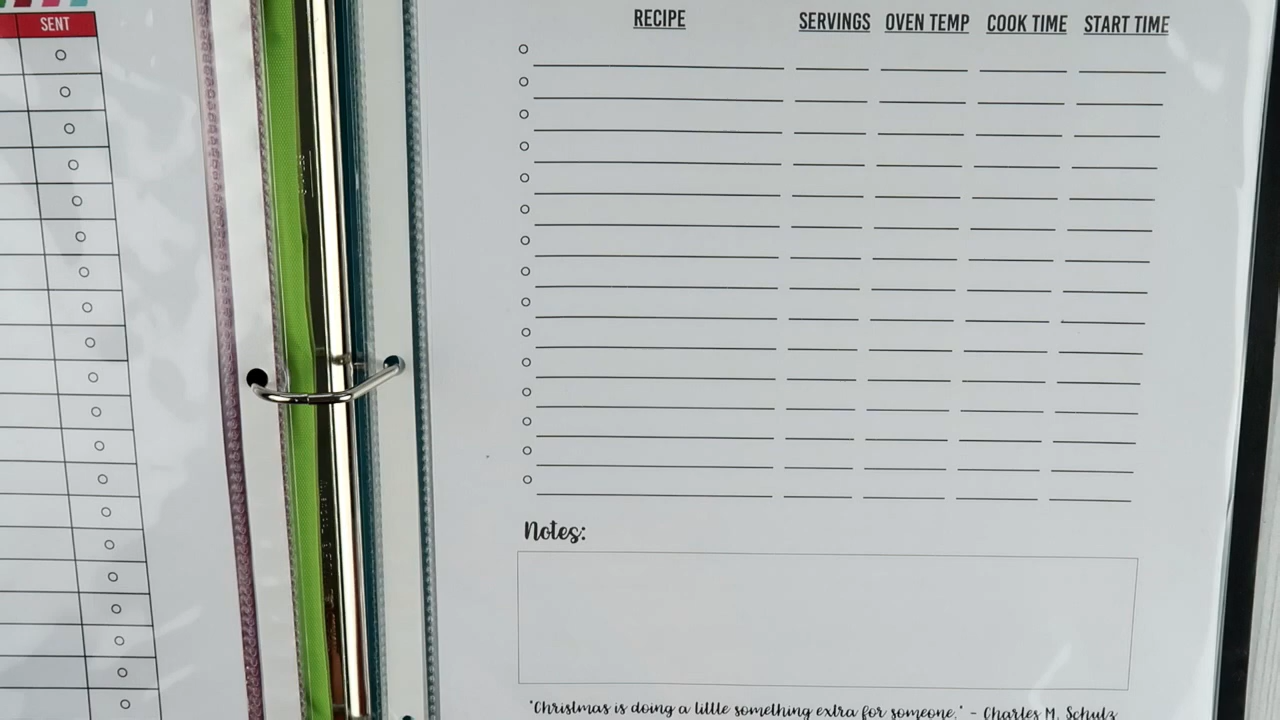 SENT
RECIPE SERVINGS OVEN TEMP COOK TIME START TIME
Notes:
"Christmas is doing a little something extra for someone." - Charles M. Schulz